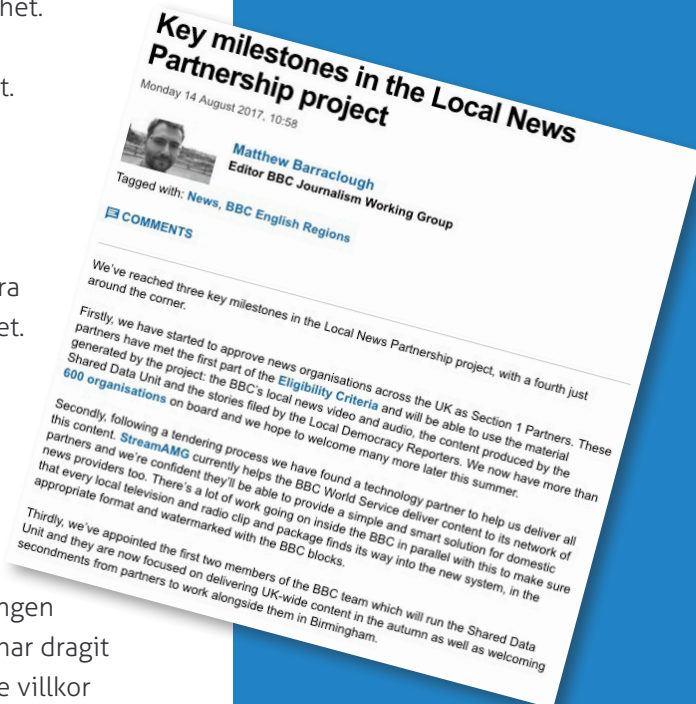 het.
t.
ra
et.
ngen
har dragit
e villkor
Key milestones in the Local News
Partnership project
Monday 14 August 2017, 10:58
Matthew Barraclough
Editor BBC Journalism Working Group
Tagged with: News, BBC English Regions
COMMENTS
We've reached three key milestones in the Local News Partnership project, with a fourth just
around the corner.
Firstly, we have started to approve news organisations across the UK as Section 1 Partners. These
partners have met the first part of the Eligibility Criteria and will be able to use the material
generated by the project: the BBC's local news video and audio, the content produced by the
Shared Data Unit and the stories filed by the Local Democracy Reporters. We now have more than
600 organisations on board and we hope to welcome many more later this summer.
Secondly, following a tendering process we have found a technology partner to help us deliver all
this content. StreamAMG currently helps the BBC World Service deliver content to its network of
partners and we're confident they'll be able to provide a simple and smart solution for domestic
news providers too. There's a lot of work going on inside the BBC in parallel with this to make sure
that every local television and radio clip and package finds its way into the new system, in the
appropriate format and watermarked with the BBC blocks.
Thirdly, we've appointed the first two members of the BBC team which will run the Shared Data
Unit and they are now focused on delivering UK-wide content in the autumn as well as welcoming
secondments from partners to work alongside them in Birmingham.